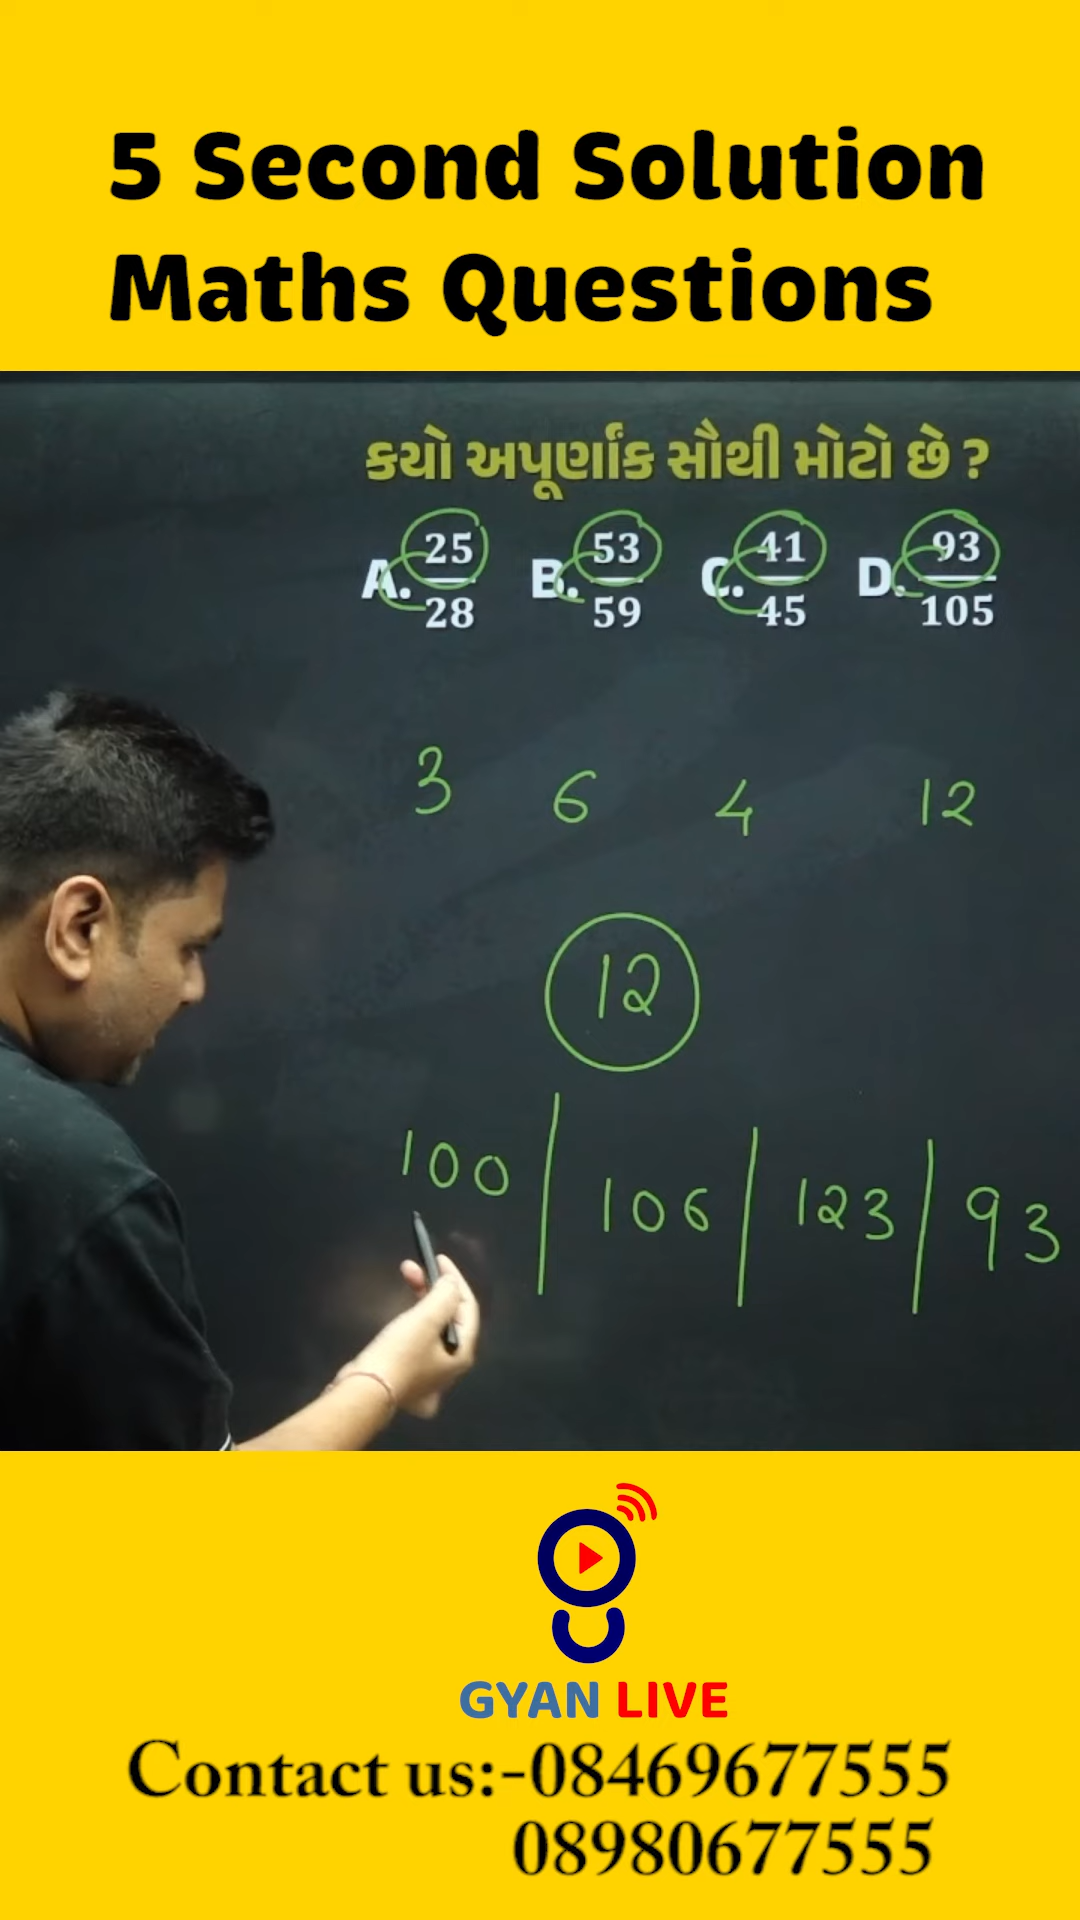 5 Second Solution
Maths Questions
કયો અપૂર્ણાંક સૌથી મોટો છે ?
A. 25/28 B. 53/59 C. 41/45 D. 93/105
3 6 4 12
12
100 | 106 | 123 | 93
GYAN LIVE
Contact us:-08469677555
08980677555